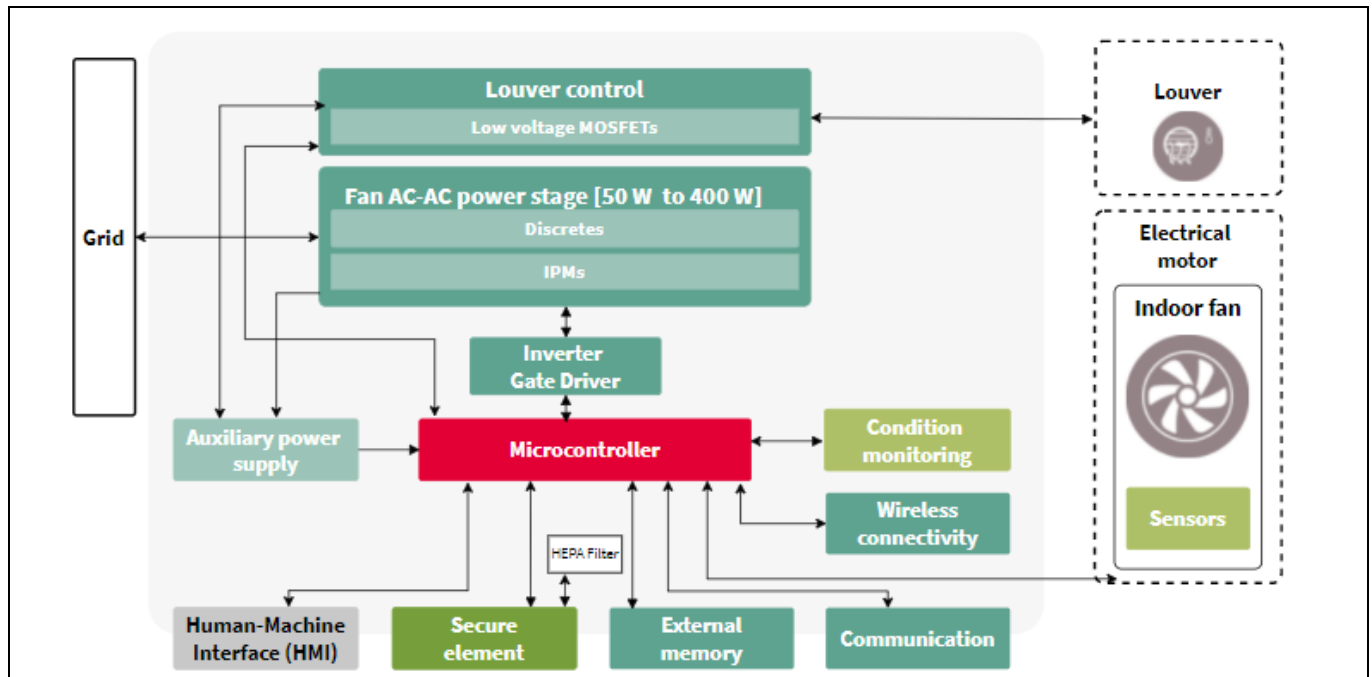 Louver control
Low voltage MOSFETs
Louver
Fan AC-AC power stage [50 W to 400 W]
Discretes
IPMs
Grid
Electrical
motor
Indoor fan
Inverter
Gate Driver
Auxiliary power
supply
Microcontroller
Condition
monitoring
Wireless
connectivity
Sensors
HEPA Filter
Human-Machine
Interface (HMI)
Secure
element
External
memory
Communication